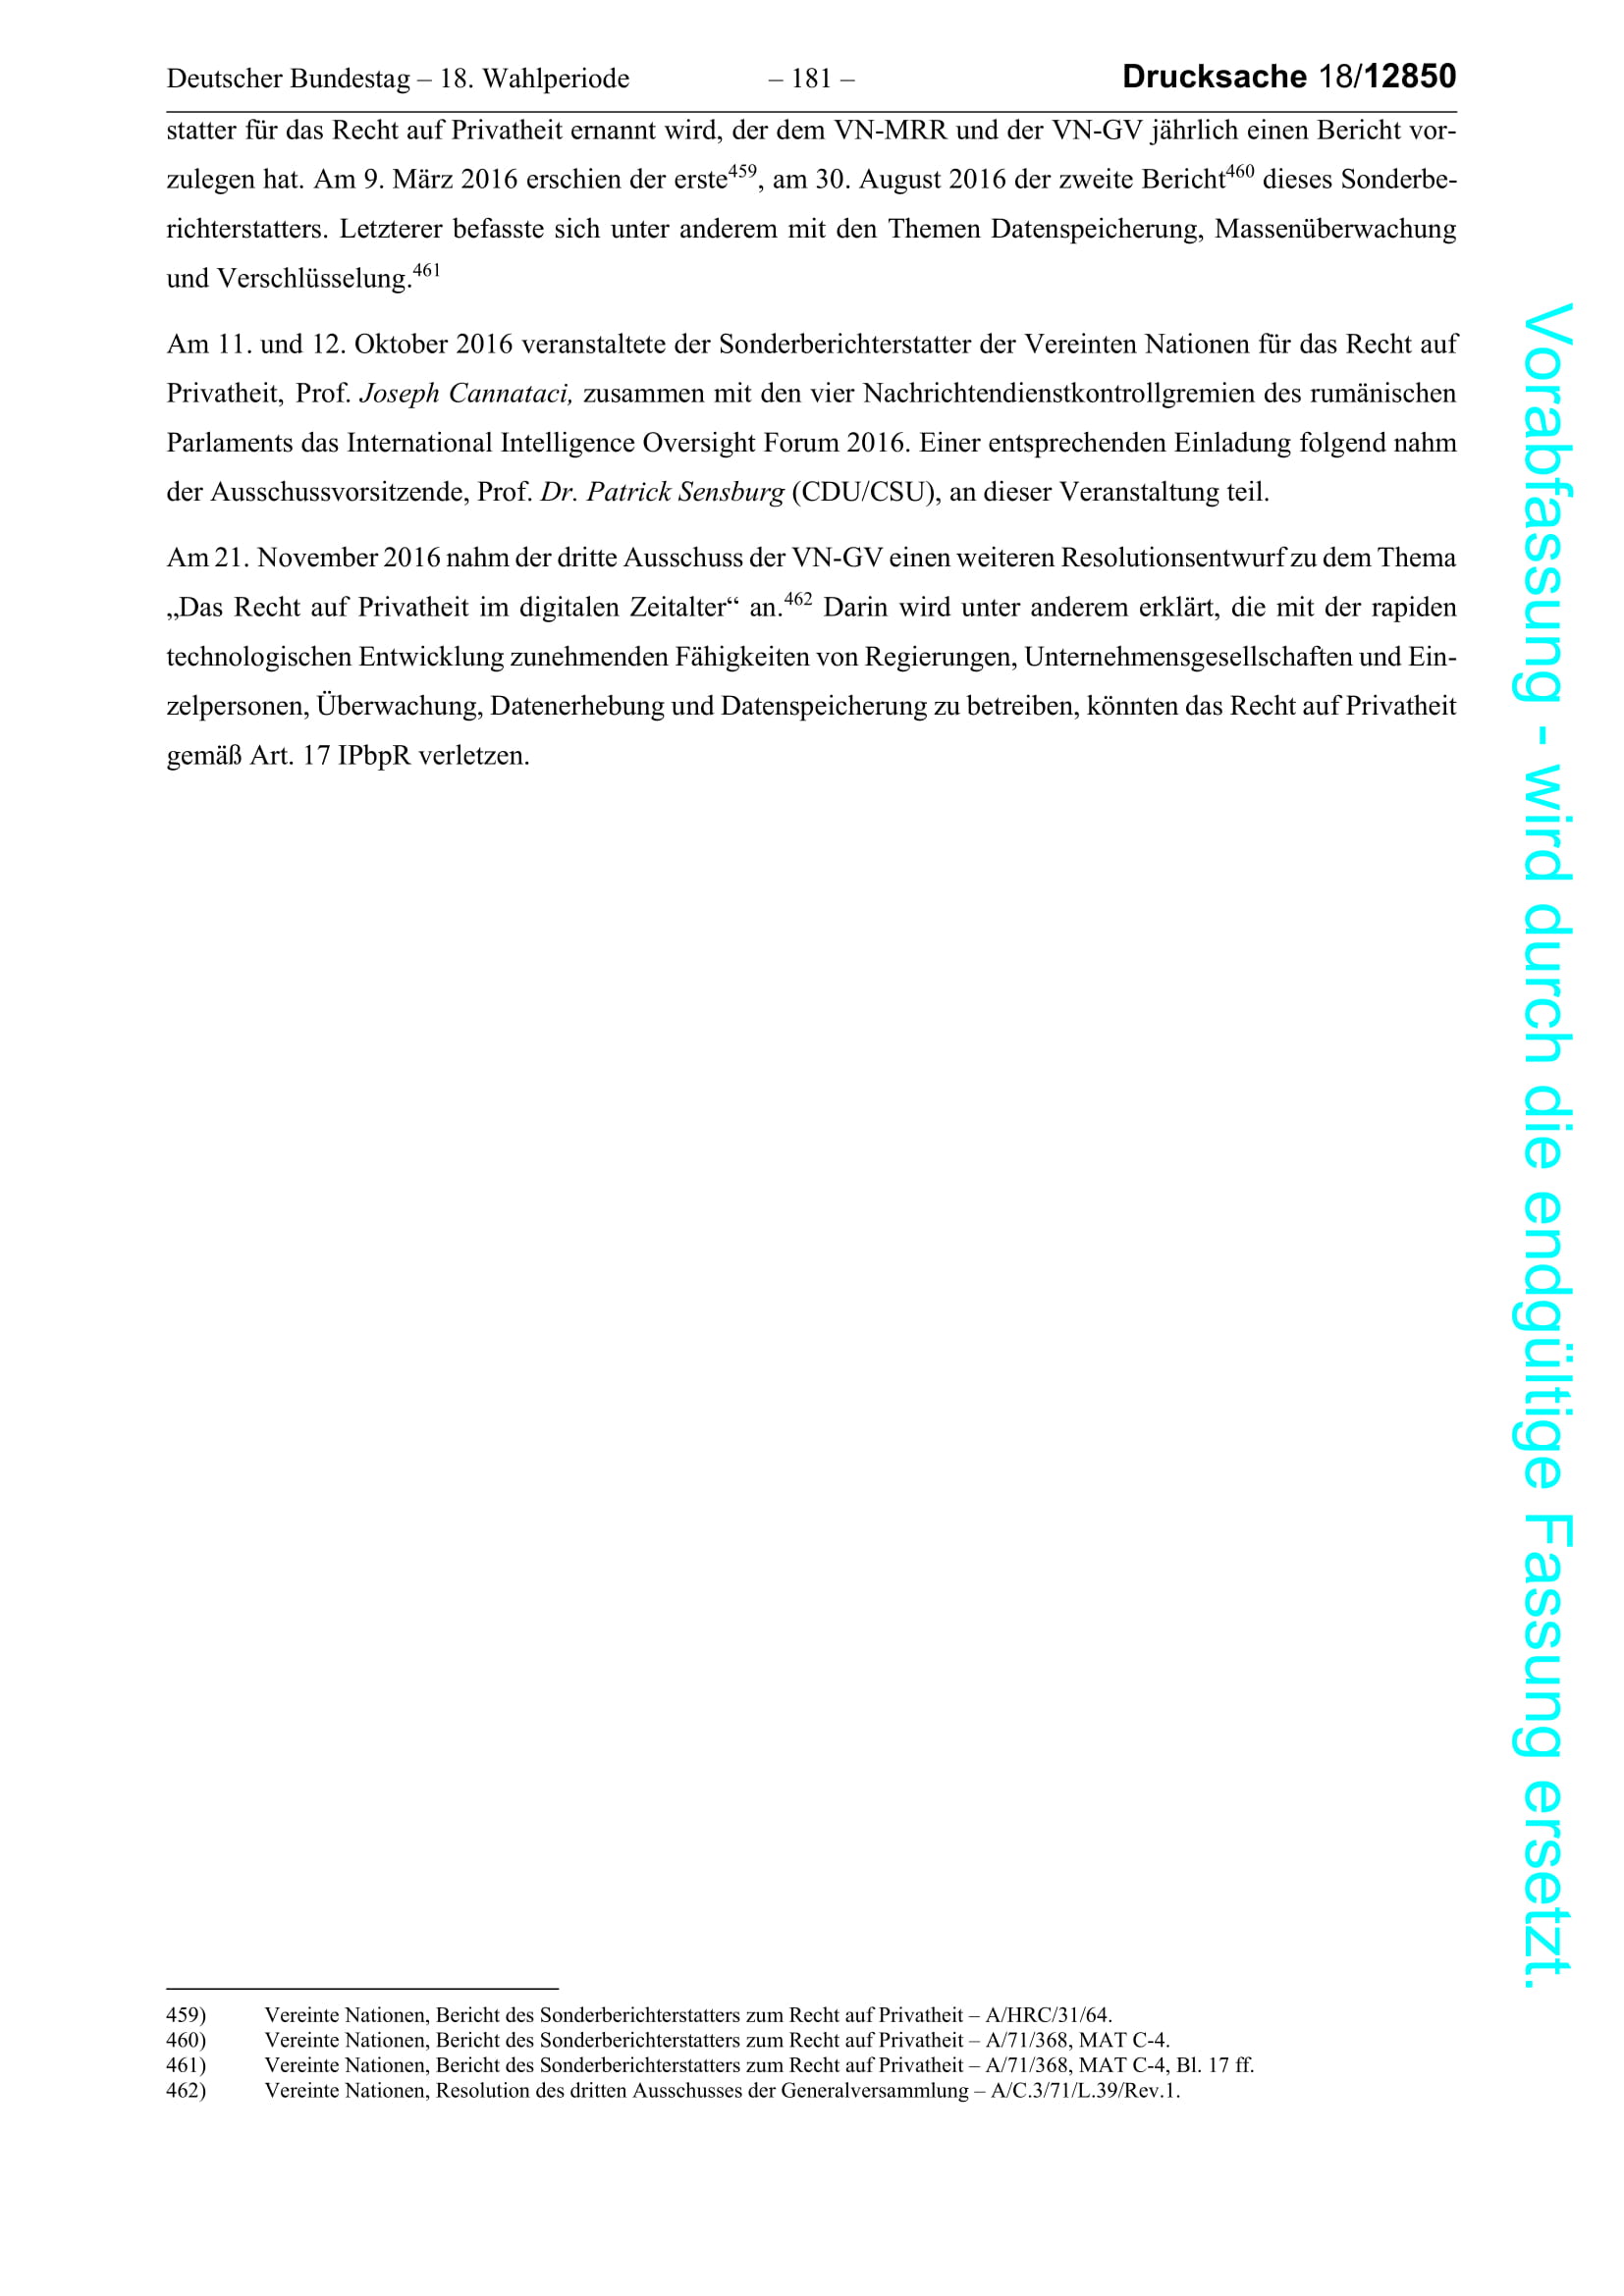 Deutscher Bundestag – 18. Wahlperiode – 181 – Drucksache 18/12850
statter für das Recht auf Privatheit ernannt wird, der dem VN-MRR und der VN-GV jährlich einen Bericht vor-
zulegen hat. Am 9. März 2016 erschien der erste459, am 30. August 2016 der zweite Bericht460 dieses Sonderbe-
richterstatters. Letzterer befasste sich unter anderem mit den Themen Datenspeicherung, Massenüberwachung
und Verschlüsselung.461
Am 11. und 12. Oktober 2016 veranstaltete der Sonderberichterstatter der Vereinten Nationen für das Recht auf
Privatheit, Prof. Joseph Cannataci, zusammen mit den vier Nachrichtendienstkontrollgremien des rumänischen
Parlaments das International Intelligence Oversight Forum 2016. Einer entsprechenden Einladung folgend nahm
der Ausschussvorsitzende, Prof. Dr. Patrick Sensburg (CDU/CSU), an dieser Veranstaltung teil.
Am 21. November 2016 nahm der dritte Ausschuss der VN-GV einen weiteren Resolutionsentwurf zu dem Thema
„Das Recht auf Privatheit im digitalen Zeitalter“ an.462 Darin wird unter anderem erklärt, die mit der rapiden
technologischen Entwicklung zunehmenden Fähigkeiten von Regierungen, Unternehmensgesellschaften und Ein-
zelpersonen, Überwachung, Datenerhebung und Datenspeicherung zu betreiben, könnten das Recht auf Privatheit
gemäß Art. 17 IPbpR verletzen.
459) Vereinte Nationen, Bericht des Sonderberichterstatters zum Recht auf Privatheit – A/HRC/31/64.
460) Vereinte Nationen, Bericht des Sonderberichterstatters zum Recht auf Privatheit – A/71/368, MAT C-4.
461) Vereinte Nationen, Bericht des Sonderberichterstatters zum Recht auf Privatheit – A/71/368, MAT C-4, Bl. 17 ff.
462) Vereinte Nationen, Resolution des dritten Ausschusses der Generalversammlung – A/C.3/71/L.39/Rev.1.
Vorabfassung - wird durch die endgültige Fassung ersetzt.